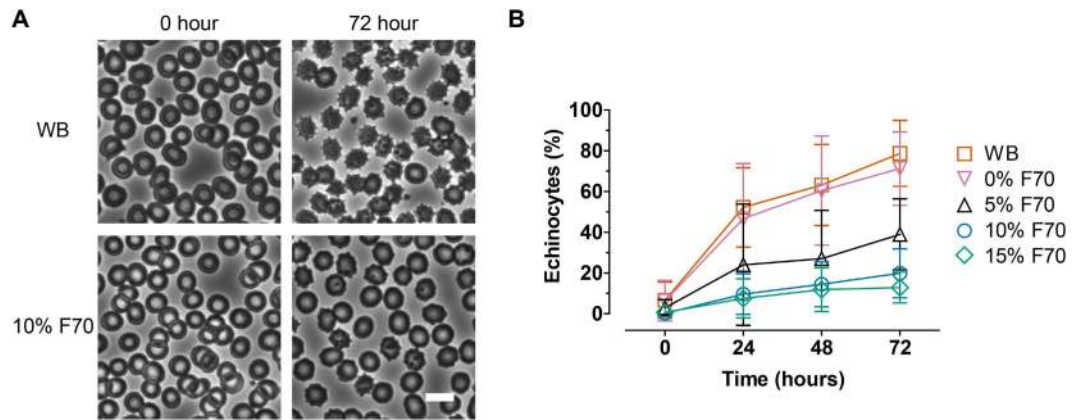 A
0 hour
72 hour
WB
10% F70
B
Echinocytes (%)
100
80
60
40
20
0
0
24
48
72
Time (hours)
WB
0% F70
5% F70
10% F70
15% F70